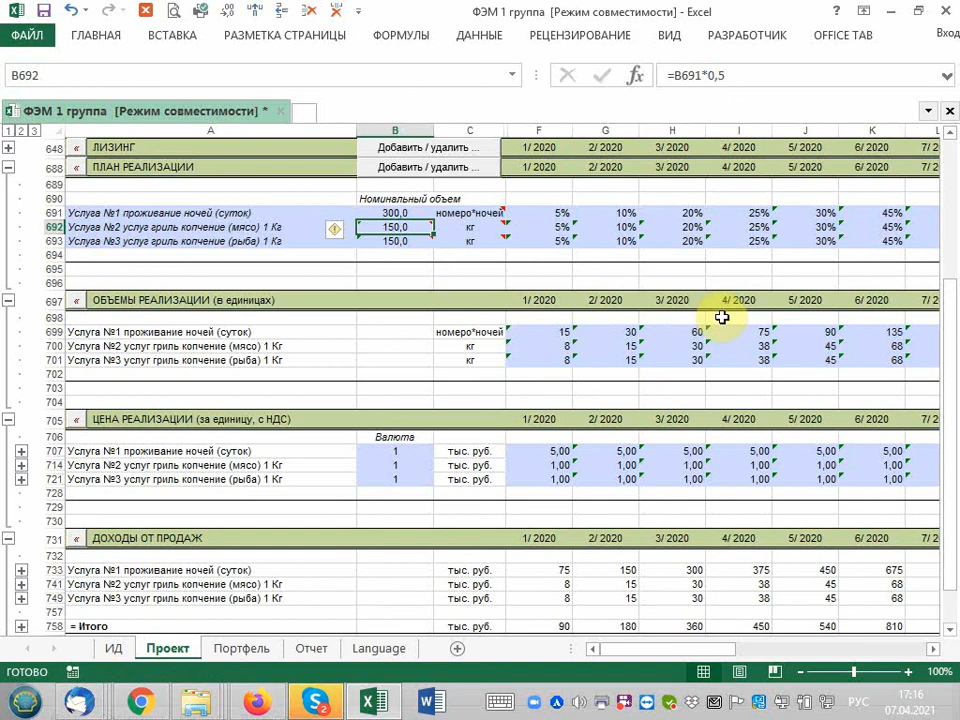 ФЭМ 1 группа [Режим совместимости] - Excel
ФАЙЛ ГЛАВНАЯ ВСТАВКА РАЗМЕТКА СТРАНИЦЫ ФОРМУЛЫ ДАННЫЕ РЕЦЕНЗИРОВАНИЕ ВИД РАЗРАБОТЧИК OFFICE TAB Вход
B692 fx =B691*0,5
ФЭМ 1 группа [Режим совместимости] *
1 2 3 A B C F G H I J K L
648 « ЛИЗИНГ Добавить / удалить ... 1/ 2020 2/ 2020 3/ 2020 4/ 2020 5/ 2020 6/ 2020 7/ 2
688 « ПЛАН РЕАЛИЗАЦИИ Добавить / удалить ... 1/ 2020 2/ 2020 3/ 2020 4/ 2020 5/ 2020 6/ 2020 7/ 2
689
690 Номинальный объем
691 Услуга №1 проживание ночей (суток) 300,0 номеро*ночей 5% 10% 20% 25% 30% 45%
692 Услуга №2 услуг гриль копчение (мясо) 1 Кг 150,0 кг 5% 10% 20% 25% 30% 45%
693 Услуга №3 услуг гриль копчение (рыба) 1 Кг 150,0 кг 5% 10% 20% 25% 30% 45%
694
695
696
697 « ОБЪЕМЫ РЕАЛИЗАЦИИ (в единицах) 1/ 2020 2/ 2020 3/ 2020 4/ 2020 5/ 2020 6/ 2020 7/ 2
698
699 Услуга №1 проживание ночей (суток) номеро*ночей 15 30 60 75 90 135
700 Услуга №2 услуг гриль копчение (мясо) 1 Кг кг 8 15 30 38 45 68
701 Услуга №3 услуг гриль копчение (рыба) 1 Кг кг 8 15 30 38 45 68
702
703
704
705 « ЦЕНА РЕАЛИЗАЦИИ (за единицу, с НДС) 1/ 2020 2/ 2020 3/ 2020 4/ 2020 5/ 2020 6/ 2020 7/ 2
706 Валюта
707 Услуга №1 проживание ночей (суток) 1 тыс. руб. 5,00 5,00 5,00 5,00 5,00 5,00
714 Услуга №2 услуг гриль копчение (мясо) 1 Кг 1 тыс. руб. 1,00 1,00 1,00 1,00 1,00 1,00
721 Услуга №3 услуг гриль копчение (рыба) 1 Кг 1 тыс. руб. 1,00 1,00 1,00 1,00 1,00 1,00
728
729
730
731 « ДОХОДЫ ОТ ПРОДАЖ 1/ 2020 2/ 2020 3/ 2020 4/ 2020 5/ 2020 6/ 2020 7/ 2
732
733 Услуга №1 проживание ночей (суток) тыс. руб. 75 150 300 375 450 675
741 Услуга №2 услуг гриль копчение (мясо) 1 Кг тыс. руб. 8 15 30 38 45 68
749 Услуга №3 услуг гриль копчение (рыба) 1 Кг тыс. руб. 8 15 30 38 45 68
757
758 = Итого тыс. руб. 90 180 360 450 540 810
ИД Проект Портфель Отчет Language
ГОТОВО 100%
РУС 17:16
07.04.2021